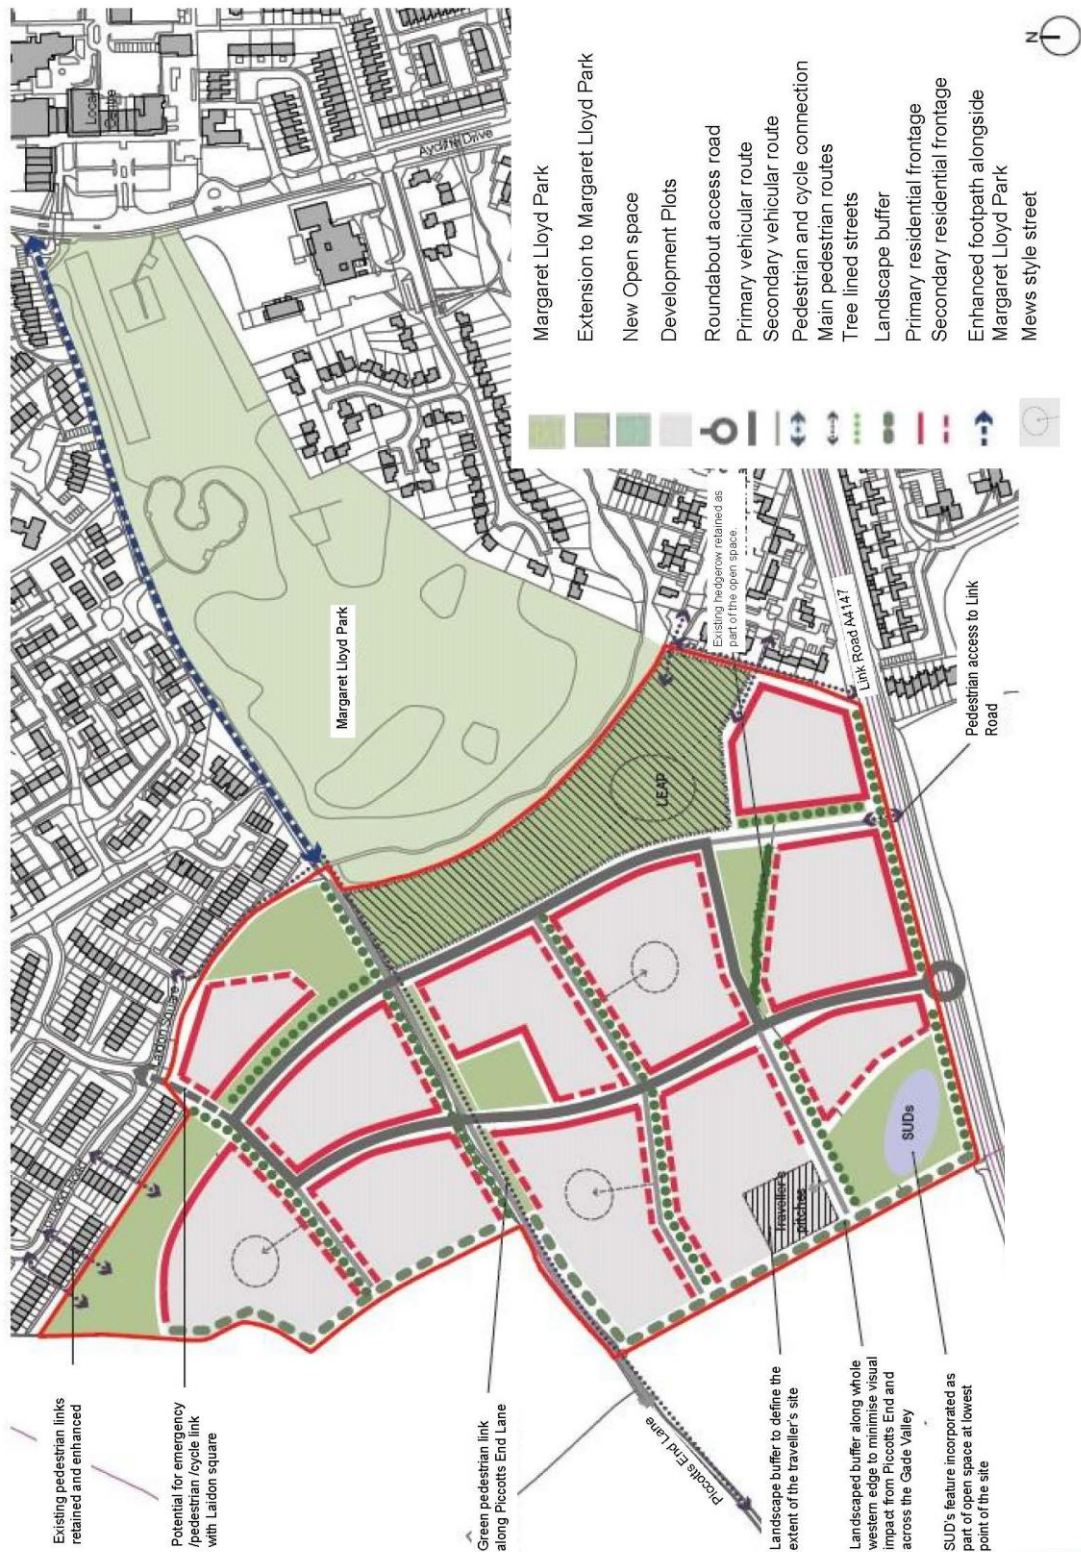 Existing pedestrian links
retained and enhanced
Potential for emergency
/pedestrian /cycle link
with Laidon square
Green pedestrian link
along Piccotts End Lane
Landscape buffer to define the
extent of the traveller's site
Landscaped buffer along whole
western edge to minimise visual
impact from Piccotts End and
across the Gade Valley
SUD's feature incorporated as
part of open space at lowest
point of the site
Piccotts End Lane
Laidon Square
Traveller's
pitches
SUDs
LEAP
Margaret Lloyd Park
Local
Centre
Existing hedgerow retained as
part of the open space.
Link Road A4147
Pedestrian access to Link
Road
Margaret Lloyd Park
Extension to Margaret Lloyd Park
New Open space
Development Plots
Roundabout access road
Primary vehicular route
Secondary vehicular route
Pedestrian and cycle connection
Main pedestrian routes
Tree lined streets
Landscape buffer
Primary residential frontage
Secondary residential frontage
Enhanced footpath alongside
Margaret Lloyd Park
Mews style street
N